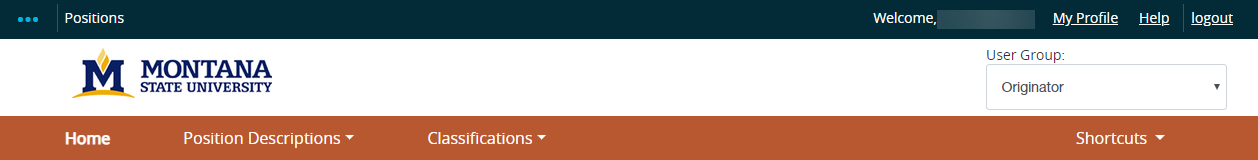 Positions
Welcome,
My Profile
Help
logout
M MONTANA
STATE UNIVERSITY
User Group:
Originator
Home
Position Descriptions
Classifications
Shortcuts